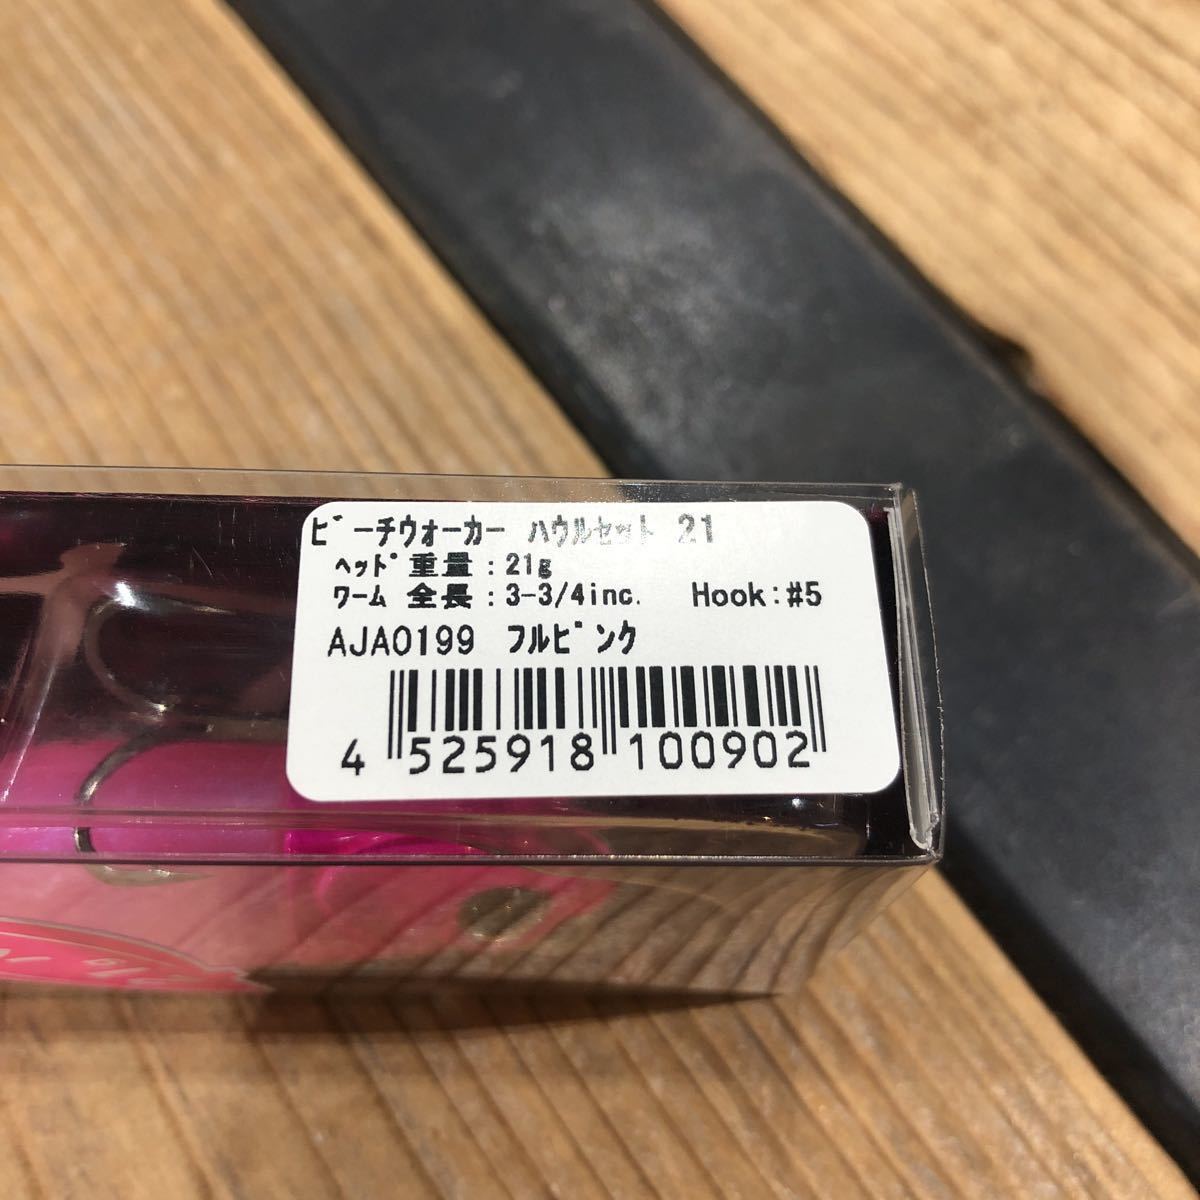 ビーチウォーカー ハウルセット 21
ヘッド重量:21g
ワーム 全長:3-3/4inc. Hook:#5
AJA0199 フルピンク
4 525918 100902